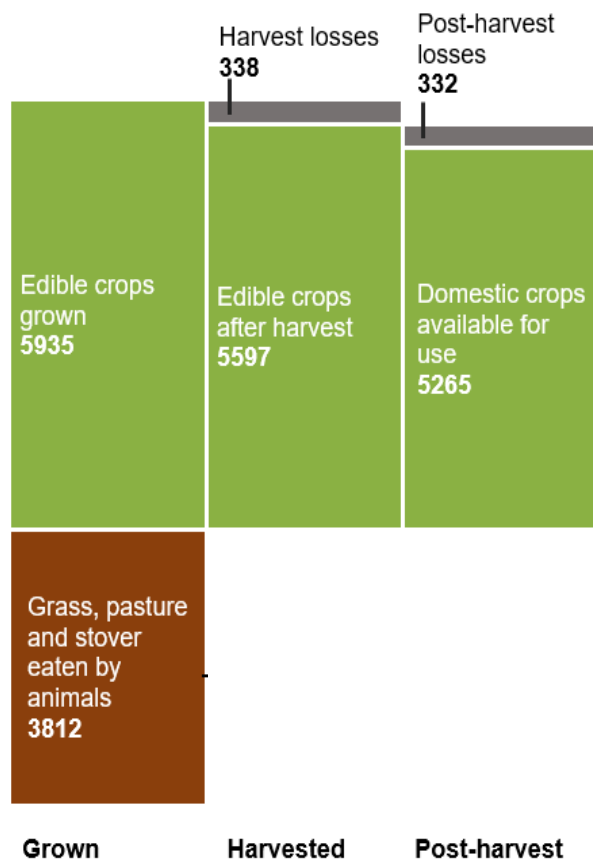 Harvest losses
338
Post-harvest
losses
332
Edible crops
grown
5935
Edible crops
after harvest
5597
Domestic crops
available for
use
5265
Grass, pasture
and stover
eaten by
animals
3812
Grown
Harvested
Post-harvest